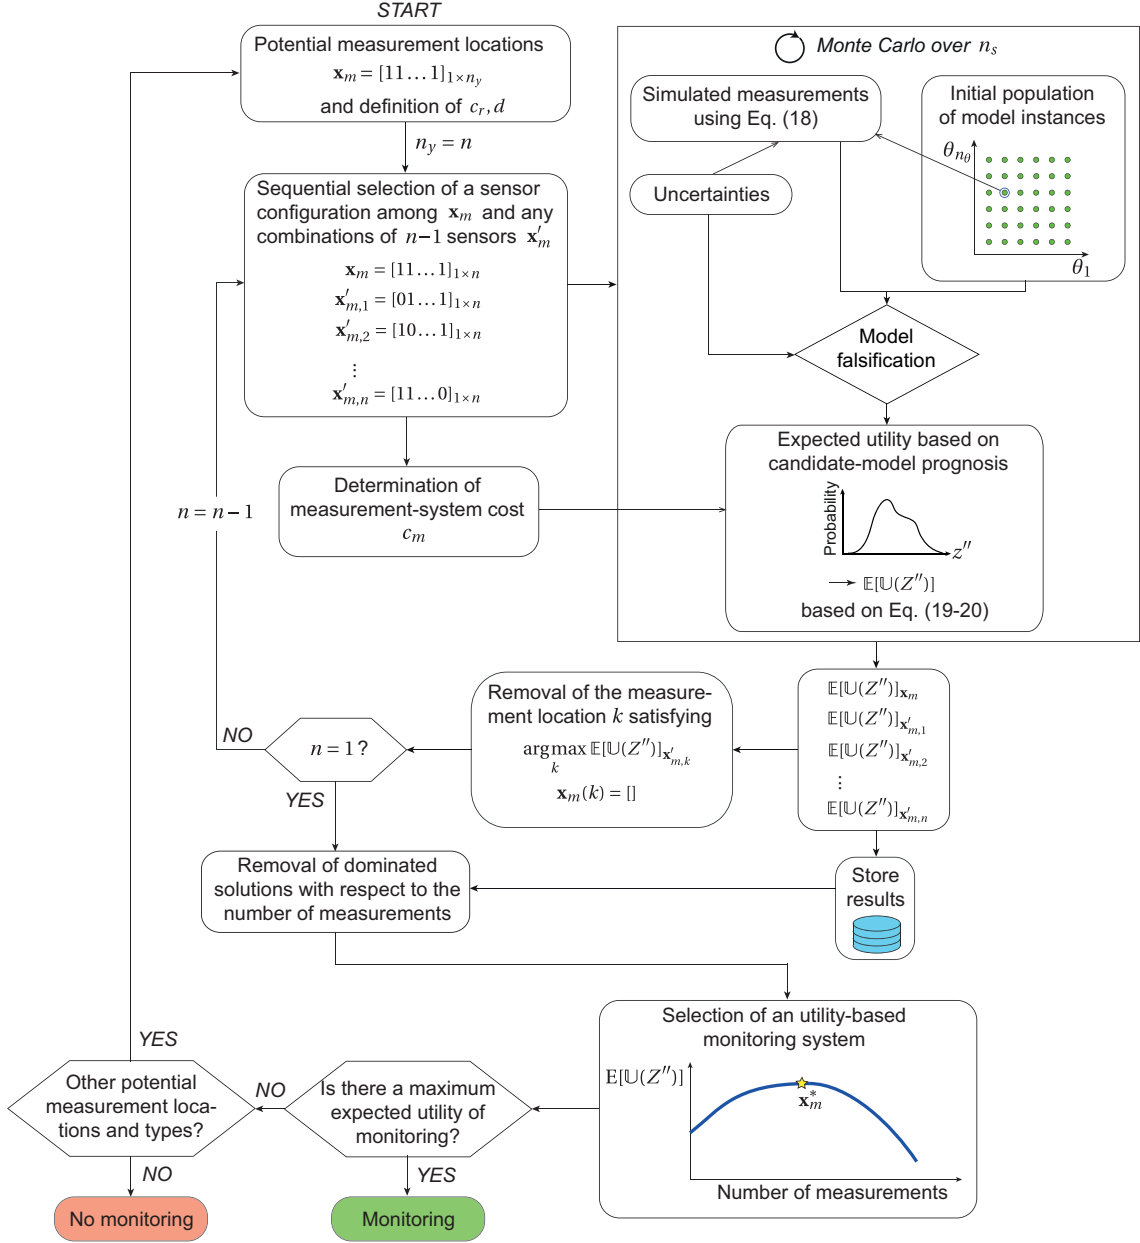 START
Potential measurement locations
x_m = [11…1]_{1×n_y}
and definition of c_r, d
n_y = n
Sequential selection of a sensor
configuration among x_m and any
combinations of n−1 sensors x′_m
x_m = [11…1]_{1×n}
x′_{m,1} = [01…1]_{1×n}
x′_{m,2} = [10…1]_{1×n}
⋮
x′_{m,n} = [11…0]_{1×n}
Determination of
measurement-system cost
c_m
n = n−1
Monte Carlo over n_s
Simulated measurements
using Eq. (18)
Initial population
of model instances
θ_{n_θ}
θ_1
Uncertainties
Model
falsification
Expected utility based on
candidate-model prognosis
Probability
z″
→ 𝔼[𝕌(Z″)]
based on Eq. (19-20)
𝔼[𝕌(Z″)]_{x_m}
𝔼[𝕌(Z″)]_{x′_{m,1}}
𝔼[𝕌(Z″)]_{x′_{m,2}}
⋮
𝔼[𝕌(Z″)]_{x′_{m,n}}
Removal of the measure-
ment location k satisfying
arg max 𝔼[𝕌(Z″)]_{x′_{m,k}}
k
x_m(k) = []
n = 1 ?
NO
YES
Store
results
Removal of dominated
solutions with respect to the
number of measurements
Selection of an utility-based
monitoring system
E[𝕌(Z″)]
x*_m
Number of measurements
Is there a maximum
expected utility of
monitoring?
NO
YES
Monitoring
Other potential
measurement loca-
tions and types?
YES
NO
No monitoring